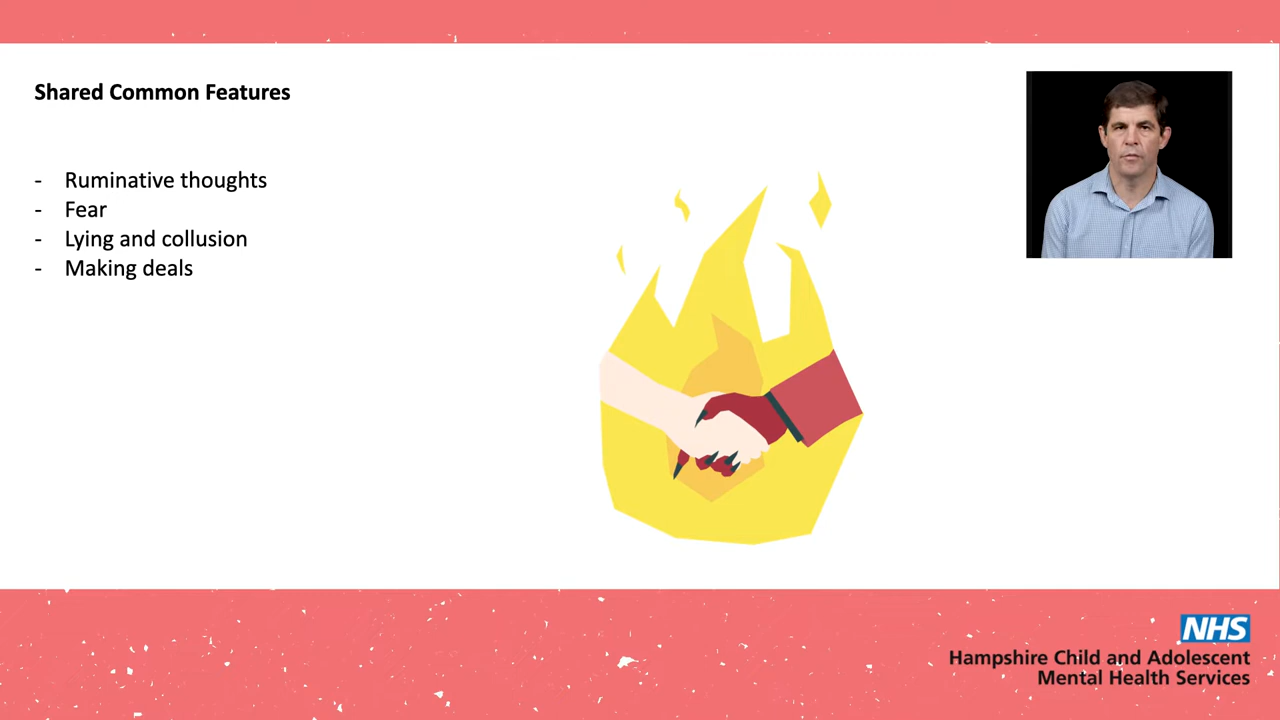 Shared Common Features
- Ruminative thoughts
- Fear
- Lying and collusion
- Making deals
NHS
Hampshire Child and Adolescent
Mental Health Services